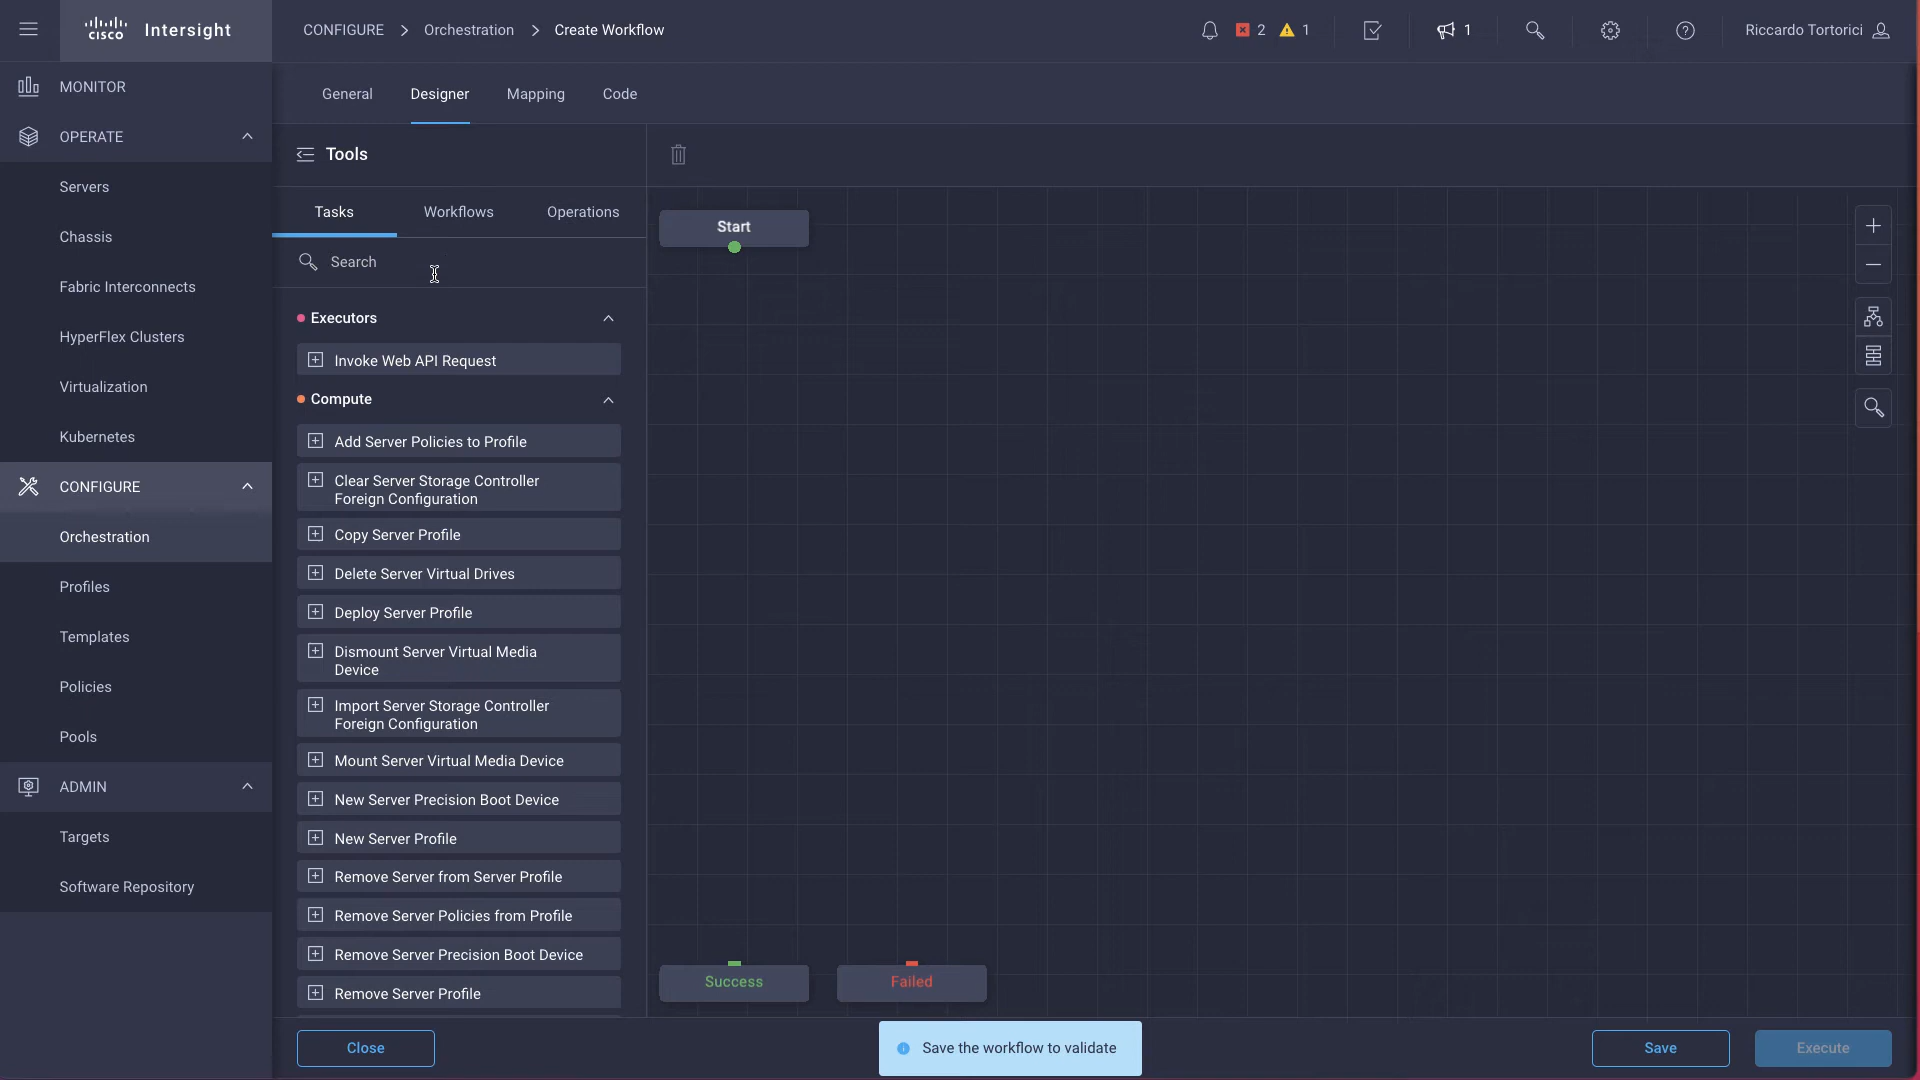 CISCO Intersight
CONFIGURE > Orchestration > Create Workflow
2
1
1
Riccardo Tortorici
MONITOR
OPERATE
Servers
Chassis
Fabric Interconnects
HyperFlex Clusters
Virtualization
Kubernetes
CONFIGURE
Orchestration
Profiles
Templates
Policies
Pools
ADMIN
Targets
Software Repository
General Designer Mapping Code
Tools
Tasks Workflows Operations
Search
Executors
Invoke Web API Request
Compute
Add Server Policies to Profile
Clear Server Storage Controller
Foreign Configuration
Copy Server Profile
Delete Server Virtual Drives
Deploy Server Profile
Dismount Server Virtual Media
Device
Import Server Storage Controller
Foreign Configuration
Mount Server Virtual Media Device
New Server Precision Boot Device
New Server Profile
Remove Server from Server Profile
Remove Server Policies from Profile
Remove Server Precision Boot Device
Remove Server Profile
Start
Success
Failed
Close
Save the workflow to validate
Save
Execute